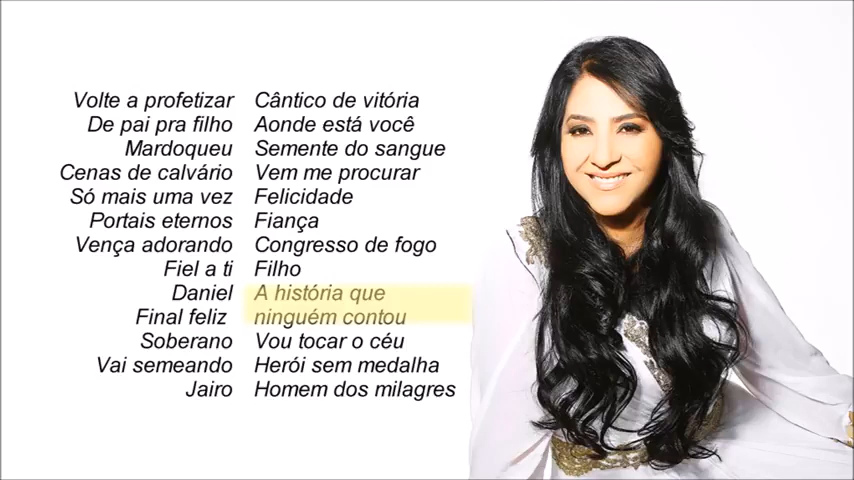 Volte a profetizar
De pai pra filho
Mardoqueu
Cenas de calvário
Só mais uma vez
Portais eternos
Vença adorando
Fiel a ti
Daniel
Final feliz
Soberano
Vai semeando
Jairo
Cântico de vitória
Aonde está você
Semente do sangue
Vem me procurar
Felicidade
Fiança
Congresso de fogo
Filho
A história que
ninguém contou
Vou tocar o céu
Herói sem medalha
Homem dos milagres